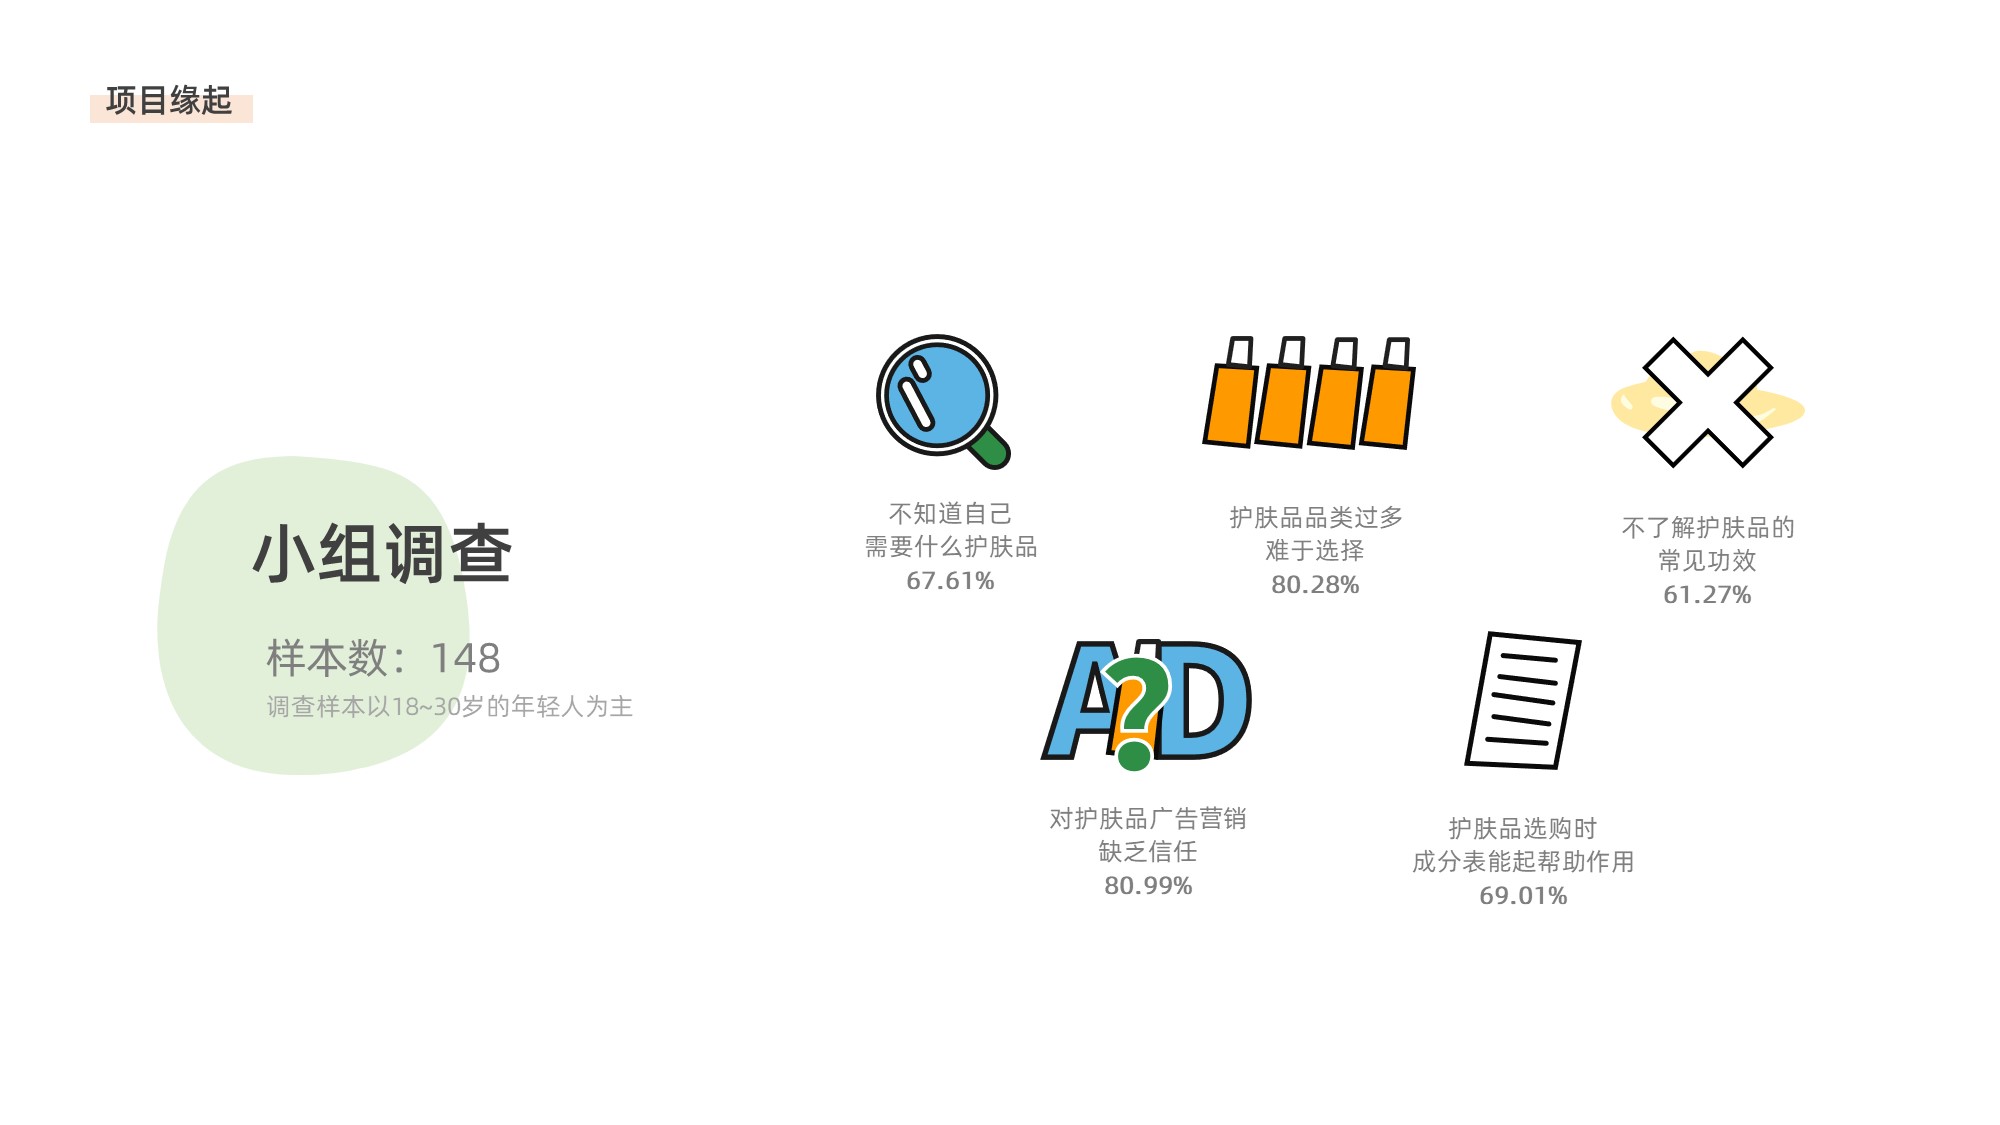 项目缘起
小组调查
样本数：148
调查样本以18~30岁的年轻人为主
不知道自己
需要什么护肤品
67.61%
护肤品品类过多
难于选择
80.28%
不了解护肤品的
常见功效
61.27%
AD
?
对护肤品广告营销
缺乏信任
80.99%
护肤品选购时
成分表能起帮助作用
69.01%